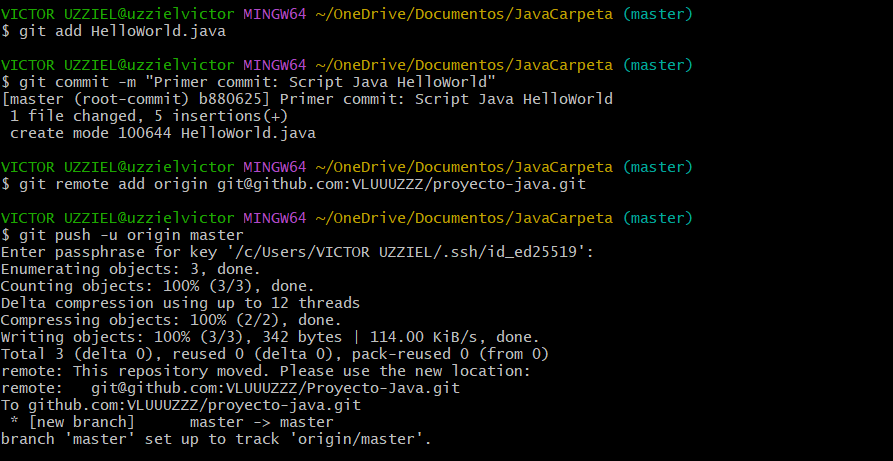 VICTOR UZZIEL@uzzielvictor MINGW64 ~/OneDrive/Documentos/JavaCarpeta (master)
$ git add HelloWorld.java
VICTOR UZZIEL@uzzielvictor MINGW64 ~/OneDrive/Documentos/JavaCarpeta (master)
$ git commit -m "Primer commit: Script Java HelloWorld"
[master (root-commit) b880625] Primer commit: Script Java HelloWorld
 1 file changed, 5 insertions(+)
 create mode 100644 HelloWorld.java
VICTOR UZZIEL@uzzielvictor MINGW64 ~/OneDrive/Documentos/JavaCarpeta (master)
$ git remote add origin git@github.com:VLUUUZZZ/proyecto-java.git
VICTOR UZZIEL@uzzielvictor MINGW64 ~/OneDrive/Documentos/JavaCarpeta (master)
$ git push -u origin master
Enter passphrase for key '/c/Users/VICTOR UZZIEL/.ssh/id_ed25519':
Enumerating objects: 3, done.
Counting objects: 100% (3/3), done.
Delta compression using up to 12 threads
Compressing objects: 100% (2/2), done.
Writing objects: 100% (3/3), 342 bytes | 114.00 KiB/s, done.
Total 3 (delta 0), reused 0 (delta 0), pack-reused 0 (from 0)
remote: This repository moved. Please use the new location:
remote:   git@github.com:VLUUUZZZ/Proyecto-Java.git
To github.com:VLUUUZZZ/proyecto-java.git
 * [new branch]      master -> master
branch 'master' set up to track 'origin/master'.